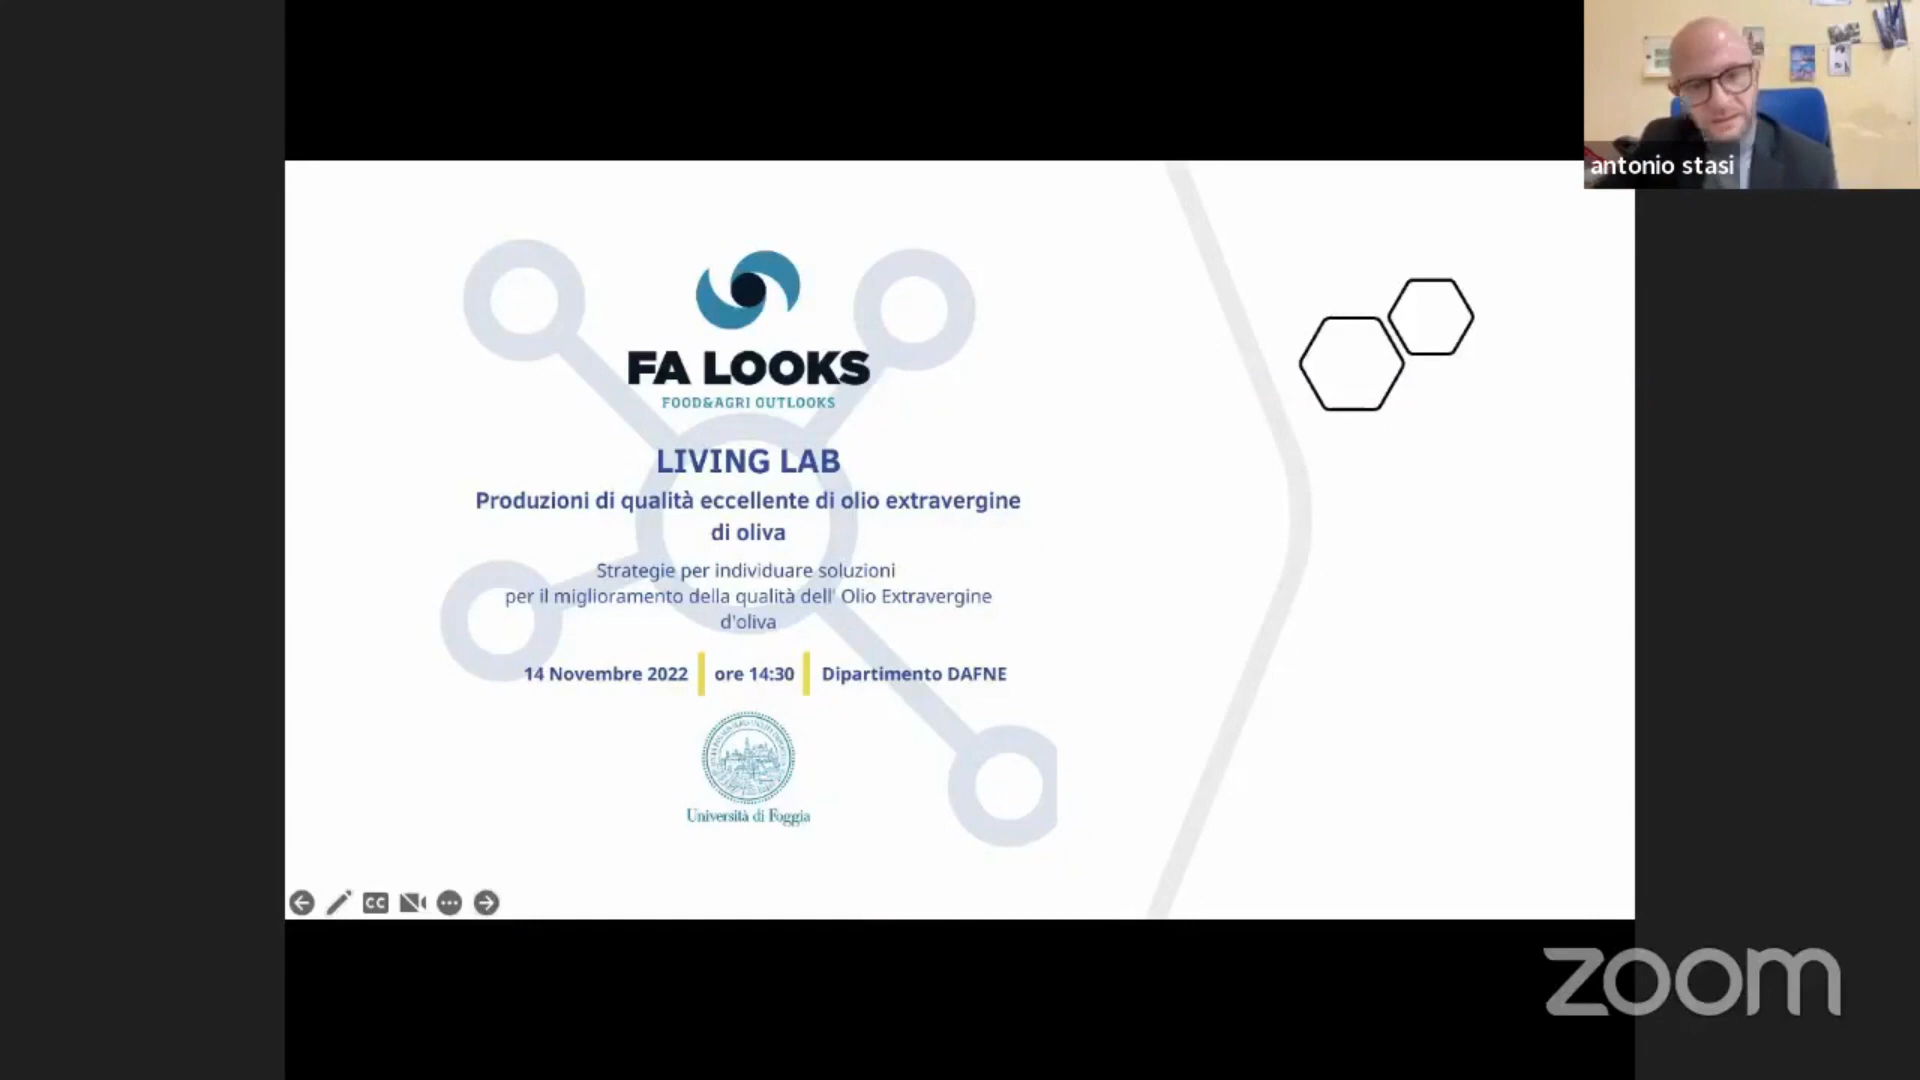 antonio stasi
FA LOOKS
FOOD&AGRI OUTLOOKS
LIVING LAB
Produzioni di qualità eccellente di olio extravergine
di oliva
Strategie per individuare soluzioni
per il miglioramento della qualità dell' Olio Extravergine
d'oliva
14 Novembre 2022 ore 14:30 Dipartimento DAFNE
Università di Foggia
CC
zoom